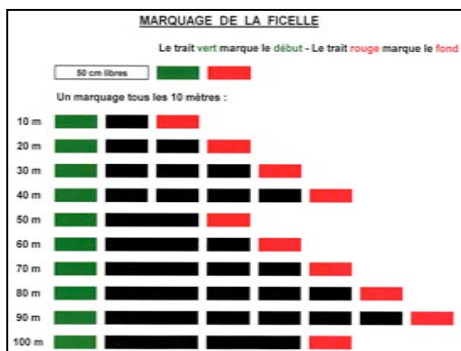 MARQUAGE DE LA FICELLE
Le trait vert marque le début - Le trait rouge marque le fond
50 cm libres
Un marquage tous les 10 mètres :
10 m
20 m
30 m
40 m
50 m
60 m
70 m
80 m
90 m
100 m